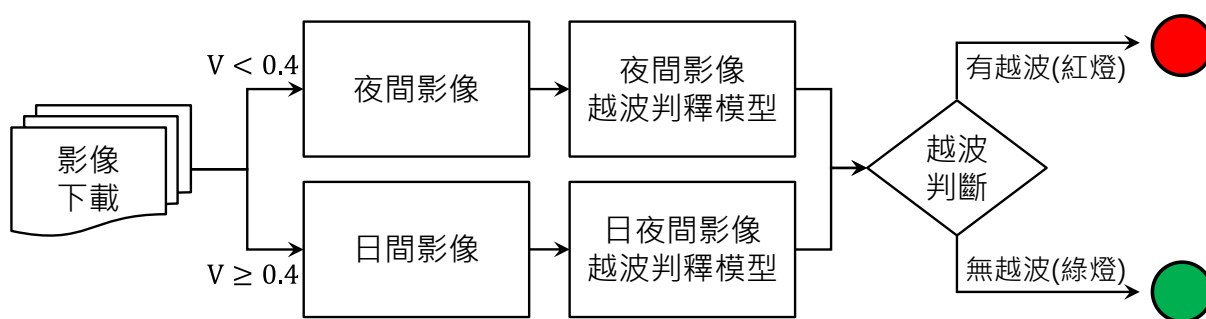 影像
下載
V < 0.4
V ≥ 0.4
夜間影像
日間影像
夜間影像
越波判釋模型
日夜間影像
越波判釋模型
越波
判斷
有越波(紅燈)
無越波(綠燈)